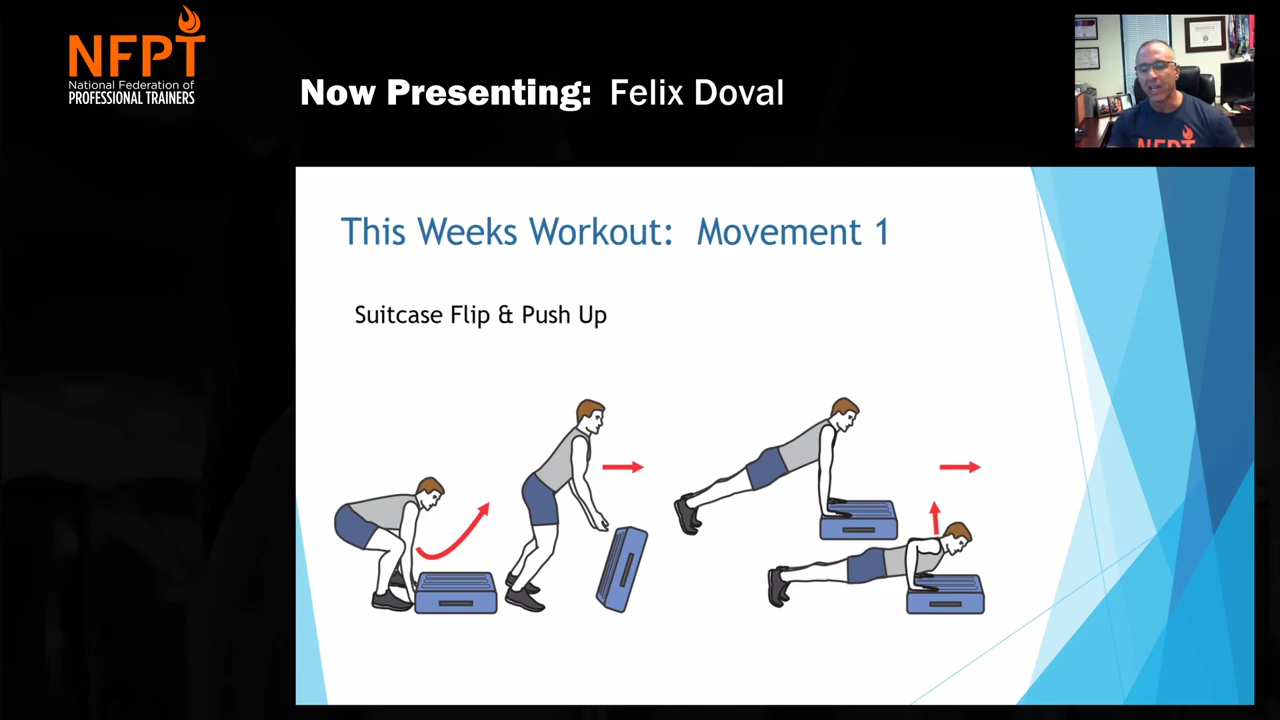 NFPT
National Federation of
PROFESSIONAL TRAINERS
Now Presenting: Felix Doval
NFPT
This Weeks Workout: Movement 1
Suitcase Flip & Push Up